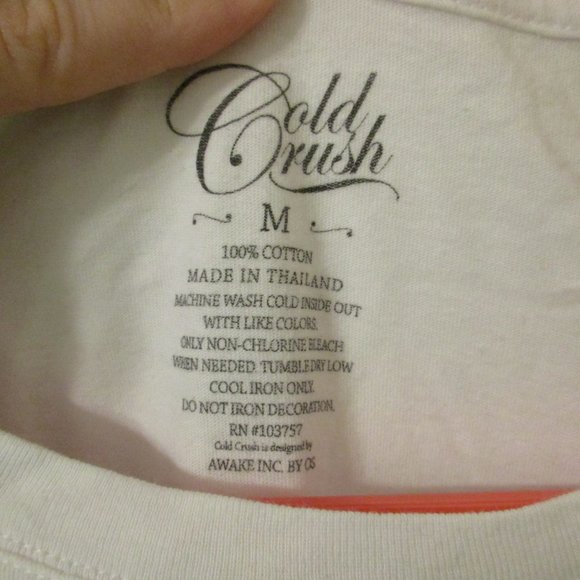 Cold
Crush
M
100% COTTON
MADE IN THAILAND
MACHINE WASH COLD INSIDE OUT
WITH LIKE COLORS.
ONLY NON-CHLORINE BLEACH
WHEN NEEDED. TUMBLE DRY LOW
COOL IRON ONLY.
DO NOT IRON DECORATION.
RN #103757
Cold Crush is designed by
AWAKE INC. BY OS